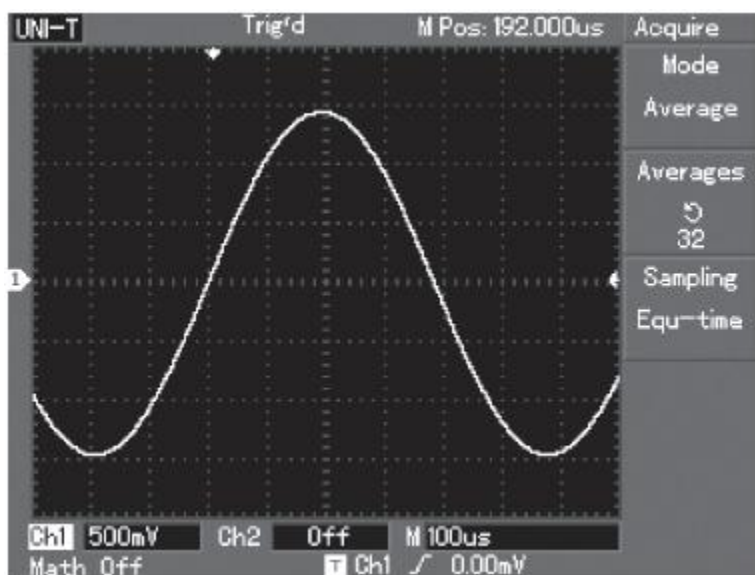 UNI-T Trig'd M Pos: 192.000us Acquire
Mode
Average
Averages
32
Sampling
Equ-time
1
Ch1 500mV Ch2 Off M 100us
Math Off T Ch1 0.00mV